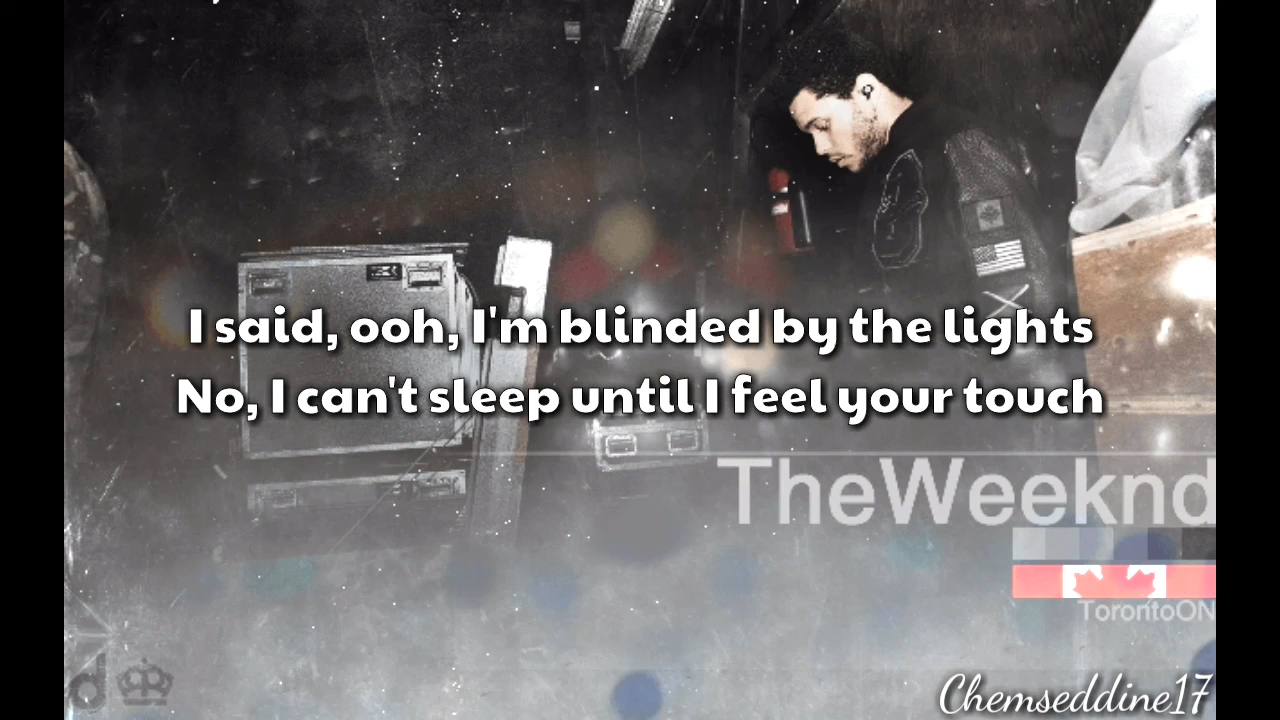 I said, ooh, I'm blinded by the lights
No, I can't sleep until I feel your touch
TheWeeknd
TorontoON
d
Chemseddine17